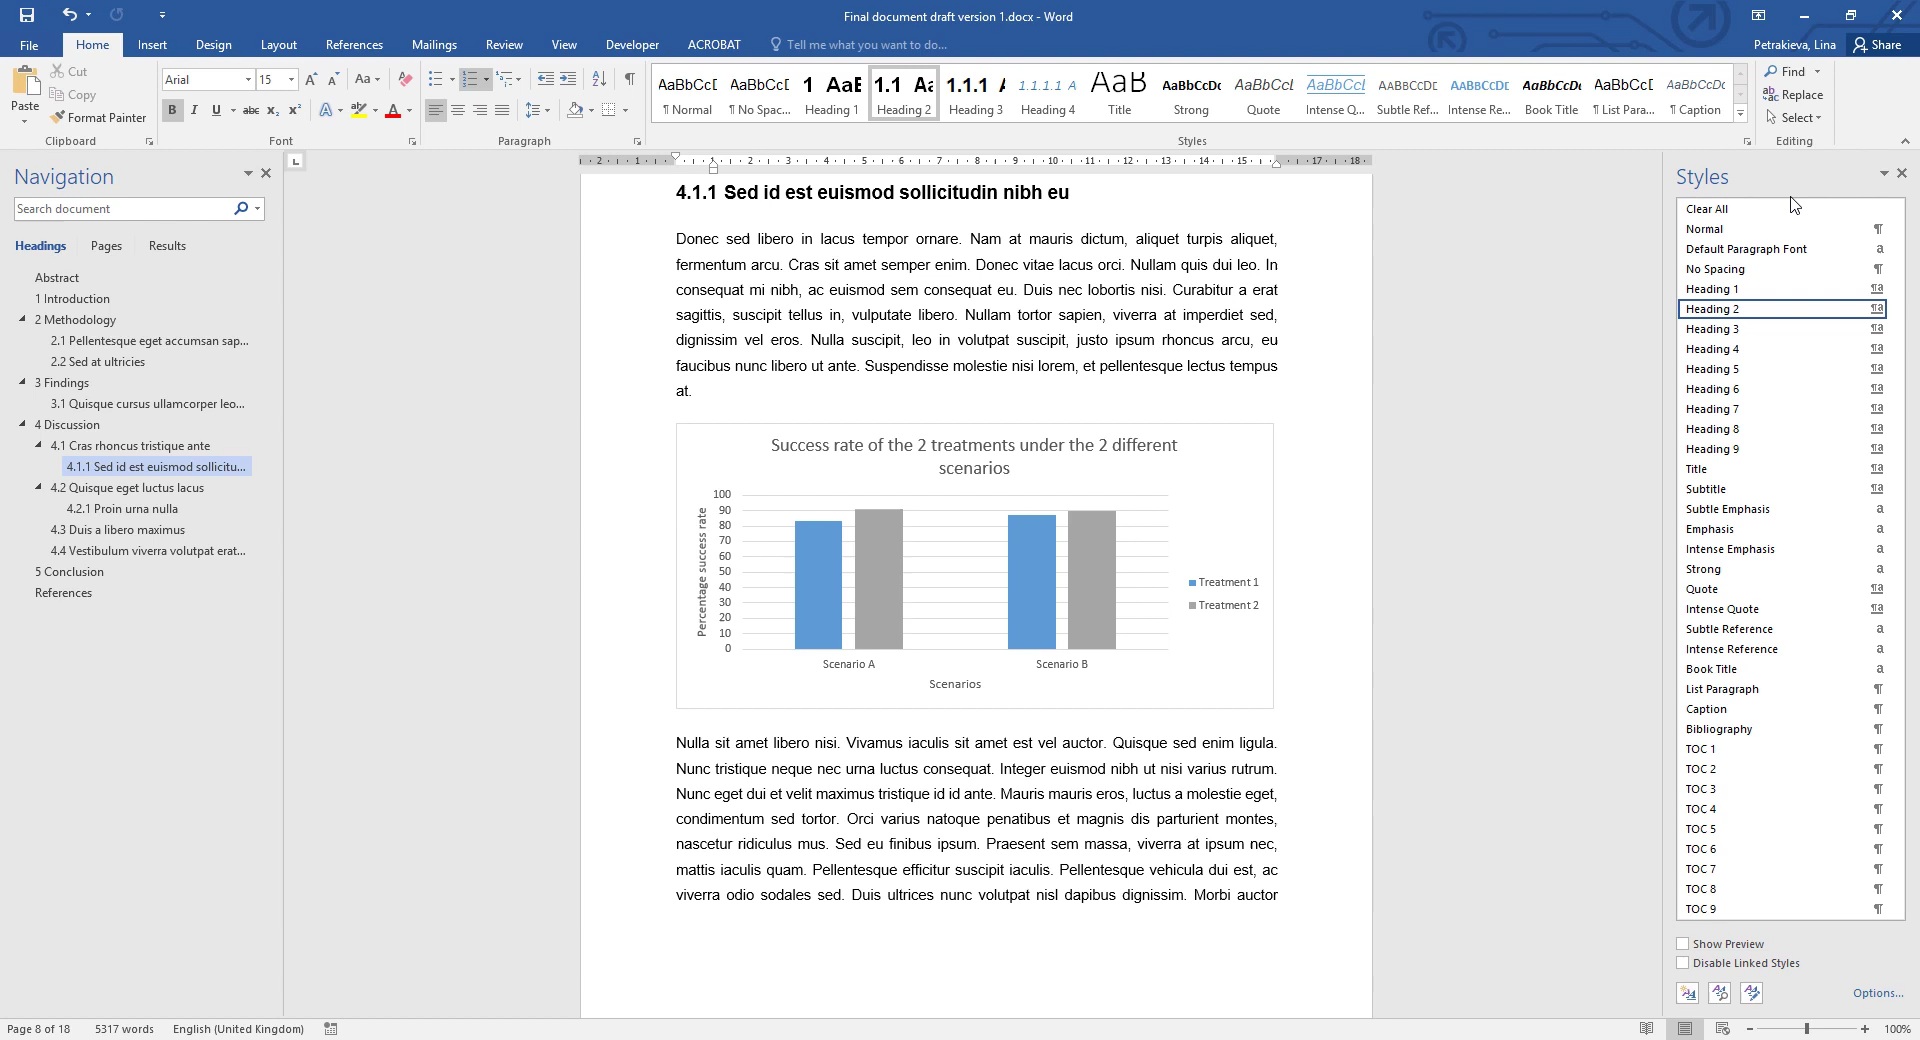 Final document draft version 1.docx - Word
File
Home
Insert
Design
Layout
References
Mailings
Review
View
Developer
ACROBAT
Tell me what you want to do...
Petrakieva, Lina
Share
Paste
Cut
Copy
Format Painter
Clipboard
Arial
15
Font
Paragraph
AaBbCcI
¶ Normal
AaBbCcI
¶ No Spac...
1 AaE
Heading 1
1.1 Aa
Heading 2
1.1.1 A
Heading 3
1.1.1.1 A
Heading 4
AaB
Title
AaBbCcDc
Strong
AaBbCcI
Quote
AaBbCcI
Intense Q...
AABBCCDE
Subtle Ref...
AABBCCDE
Intense Re...
AaBbCcDc
Book Title
AaBbCcI
¶ List Para...
AaBbCcDc
¶ Caption
Styles
Find
Replace
Select
Editing
Navigation
Search document
Headings
Pages
Results
Abstract
1 Introduction
2 Methodology
2.1 Pellentesque eget accumsan sap...
2.2 Sed at ultricies
3 Findings
3.1 Quisque cursus ullamcorper leo...
4 Discussion
4.1 Cras rhoncus tristique ante
4.1.1 Sed id est euismod sollicitu...
4.2 Quisque eget luctus lacus
4.2.1 Proin urna nulla
4.3 Duis a libero maximus
4.4 Vestibulum viverra volutpat erat...
5 Conclusion
References
4.1.1 Sed id est euismod sollicitudin nibh eu
Donec sed libero in lacus tempor ornare. Nam at mauris dictum, aliquet turpis aliquet,
fermentum arcu. Cras sit amet semper enim. Donec vitae lacus orci. Nullam quis dui leo. In
consequat mi nibh, ac euismod sem consequat eu. Duis nec lobortis nisi. Curabitur a erat
sagittis, suscipit tellus in, vulputate libero. Nullam tortor sapien, viverra at imperdiet sed,
dignissim vel eros. Nulla suscipit, leo in volutpat suscipit, justo ipsum rhoncus arcu, eu
faucibus nunc libero ut ante. Suspendisse molestie nisi lorem, et pellentesque lectus tempus
at.
Success rate of the 2 treatments under the 2 different
scenarios
Percentage success rate
100
90
80
70
60
50
40
30
20
10
0
Scenario A
Scenario B
Scenarios
Treatment 1
Treatment 2
Nulla sit amet libero nisi. Vivamus iaculis sit amet est vel auctor. Quisque sed enim ligula.
Nunc tristique neque nec urna luctus consequat. Integer euismod nibh ut nisi varius rutrum.
Nunc eget dui et velit maximus tristique id id ante. Mauris mauris eros, luctus a molestie eget,
condimentum sed tortor. Orci varius natoque penatibus et magnis dis parturient montes,
nascetur ridiculus mus. Sed eu finibus ipsum. Praesent sem massa, viverra at ipsum nec,
mattis iaculis quam. Pellentesque efficitur suscipit iaculis. Pellentesque vehicula dui est, ac
viverra odio sodales sed. Duis ultrices nunc volutpat nisl dapibus dignissim. Morbi auctor
Styles
Clear All
Normal ¶
Default Paragraph Font a
No Spacing ¶
Heading 1 ¶a
Heading 2 ¶a
Heading 3 ¶a
Heading 4 ¶a
Heading 5 ¶a
Heading 6 ¶a
Heading 7 ¶a
Heading 8 ¶a
Heading 9 ¶a
Title ¶a
Subtitle ¶a
Subtle Emphasis a
Emphasis a
Intense Emphasis a
Strong a
Quote ¶a
Intense Quote ¶a
Subtle Reference a
Intense Reference a
Book Title a
List Paragraph ¶
Caption ¶
Bibliography ¶
TOC 1 ¶
TOC 2 ¶
TOC 3 ¶
TOC 4 ¶
TOC 5 ¶
TOC 6 ¶
TOC 7 ¶
TOC 8 ¶
TOC 9 ¶
Show Preview
Disable Linked Styles
Options...
Page 8 of 18
5317 words
English (United Kingdom)
100%